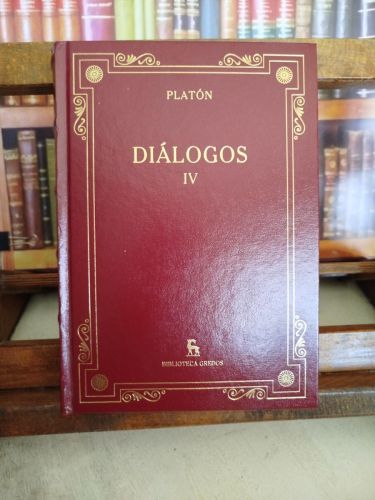 PLATÓN
DIÁLOGOS
IV
BIBLIOTECA GREDOS